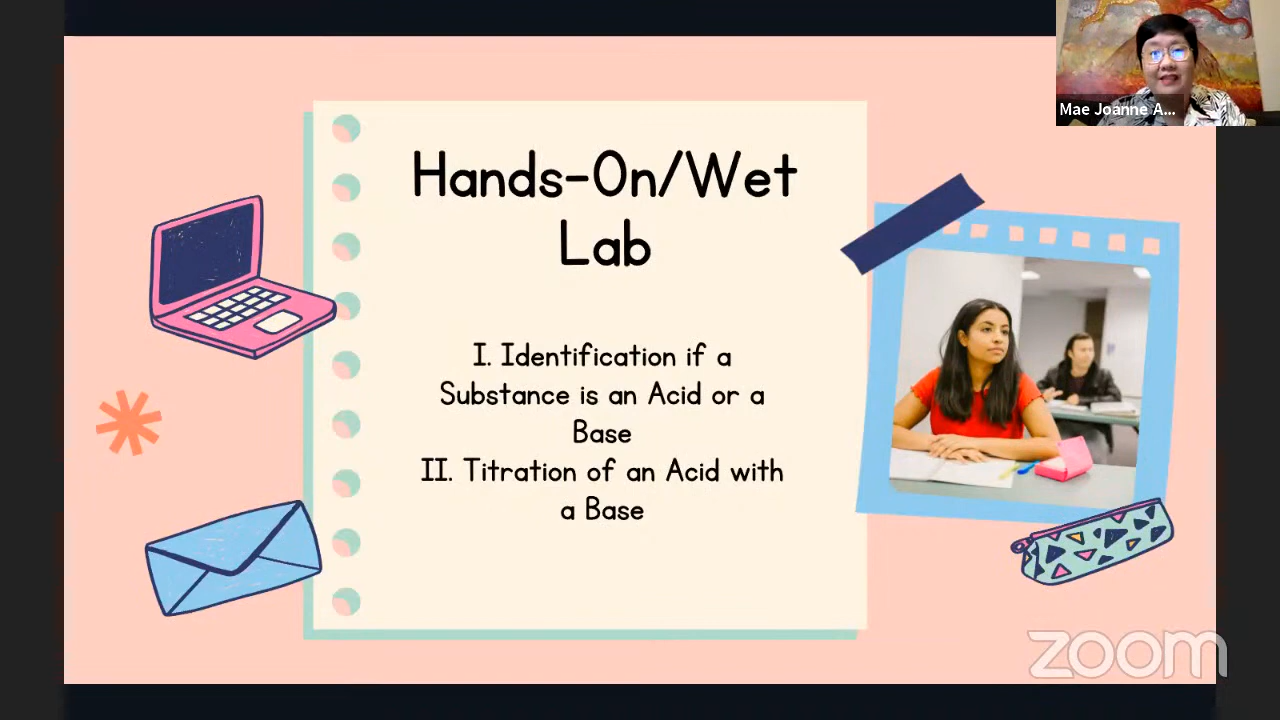 Mae Joanne A...
Hands-On/Wet
Lab
I. Identification if a
Substance is an Acid or a
Base
II. Titration of an Acid with
a Base
zoom